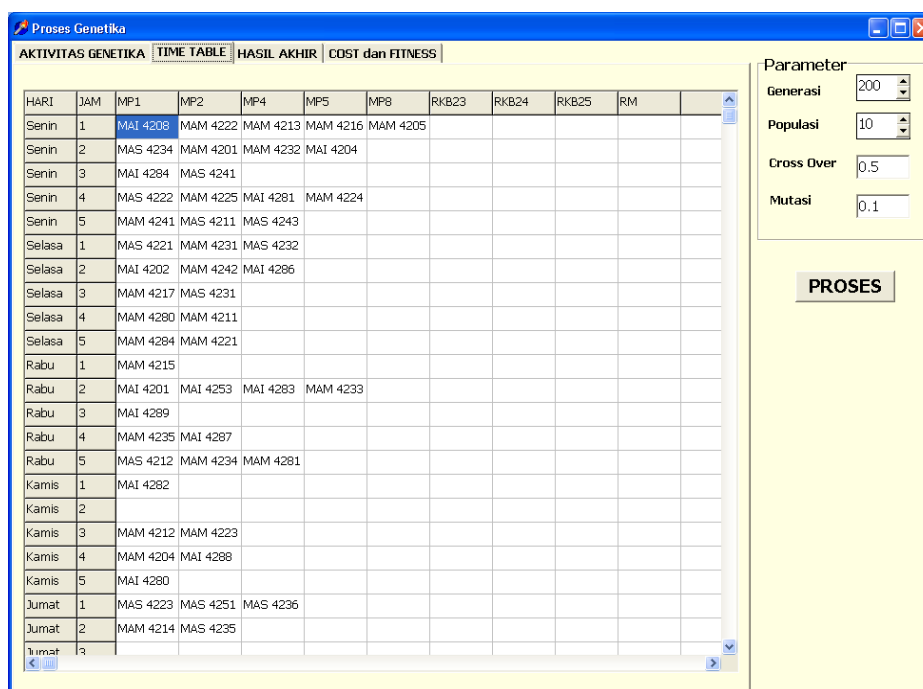 Proses Genetika
AKTIVITAS GENETIKA TIME TABLE HASIL AKHIR COST dan FITNESS
HARI JAM MP1 MP2 MP4 MP5 MP8 RKB23 RKB24 RKB25 RM
Senin 1 MAI 4208 MAM 4222 MAM 4213 MAM 4216 MAM 4205
Senin 2 MAS 4234 MAM 4201 MAM 4232 MAI 4204
Senin 3 MAI 4284 MAS 4241
Senin 4 MAS 4222 MAM 4225 MAI 4281 MAM 4224
Senin 5 MAM 4241 MAS 4211 MAS 4243
Selasa 1 MAS 4221 MAM 4231 MAS 4232
Selasa 2 MAI 4202 MAM 4242 MAI 4286
Selasa 3 MAM 4217 MAS 4231
Selasa 4 MAM 4280 MAM 4211
Selasa 5 MAM 4284 MAM 4221
Rabu 1 MAM 4215
Rabu 2 MAI 4201 MAI 4253 MAI 4283 MAM 4233
Rabu 3 MAI 4289
Rabu 4 MAM 4235 MAI 4287
Rabu 5 MAS 4212 MAM 4234 MAM 4281
Kamis 1 MAI 4282
Kamis 2
Kamis 3 MAM 4212 MAM 4223
Kamis 4 MAM 4204 MAI 4288
Kamis 5 MAI 4280
Jumat 1 MAS 4223 MAS 4251 MAS 4236
Jumat 2 MAM 4214 MAS 4235
Jumat 3
Parameter
Generasi 200
Populasi 10
Cross Over 0.5
Mutasi 0.1
PROSES